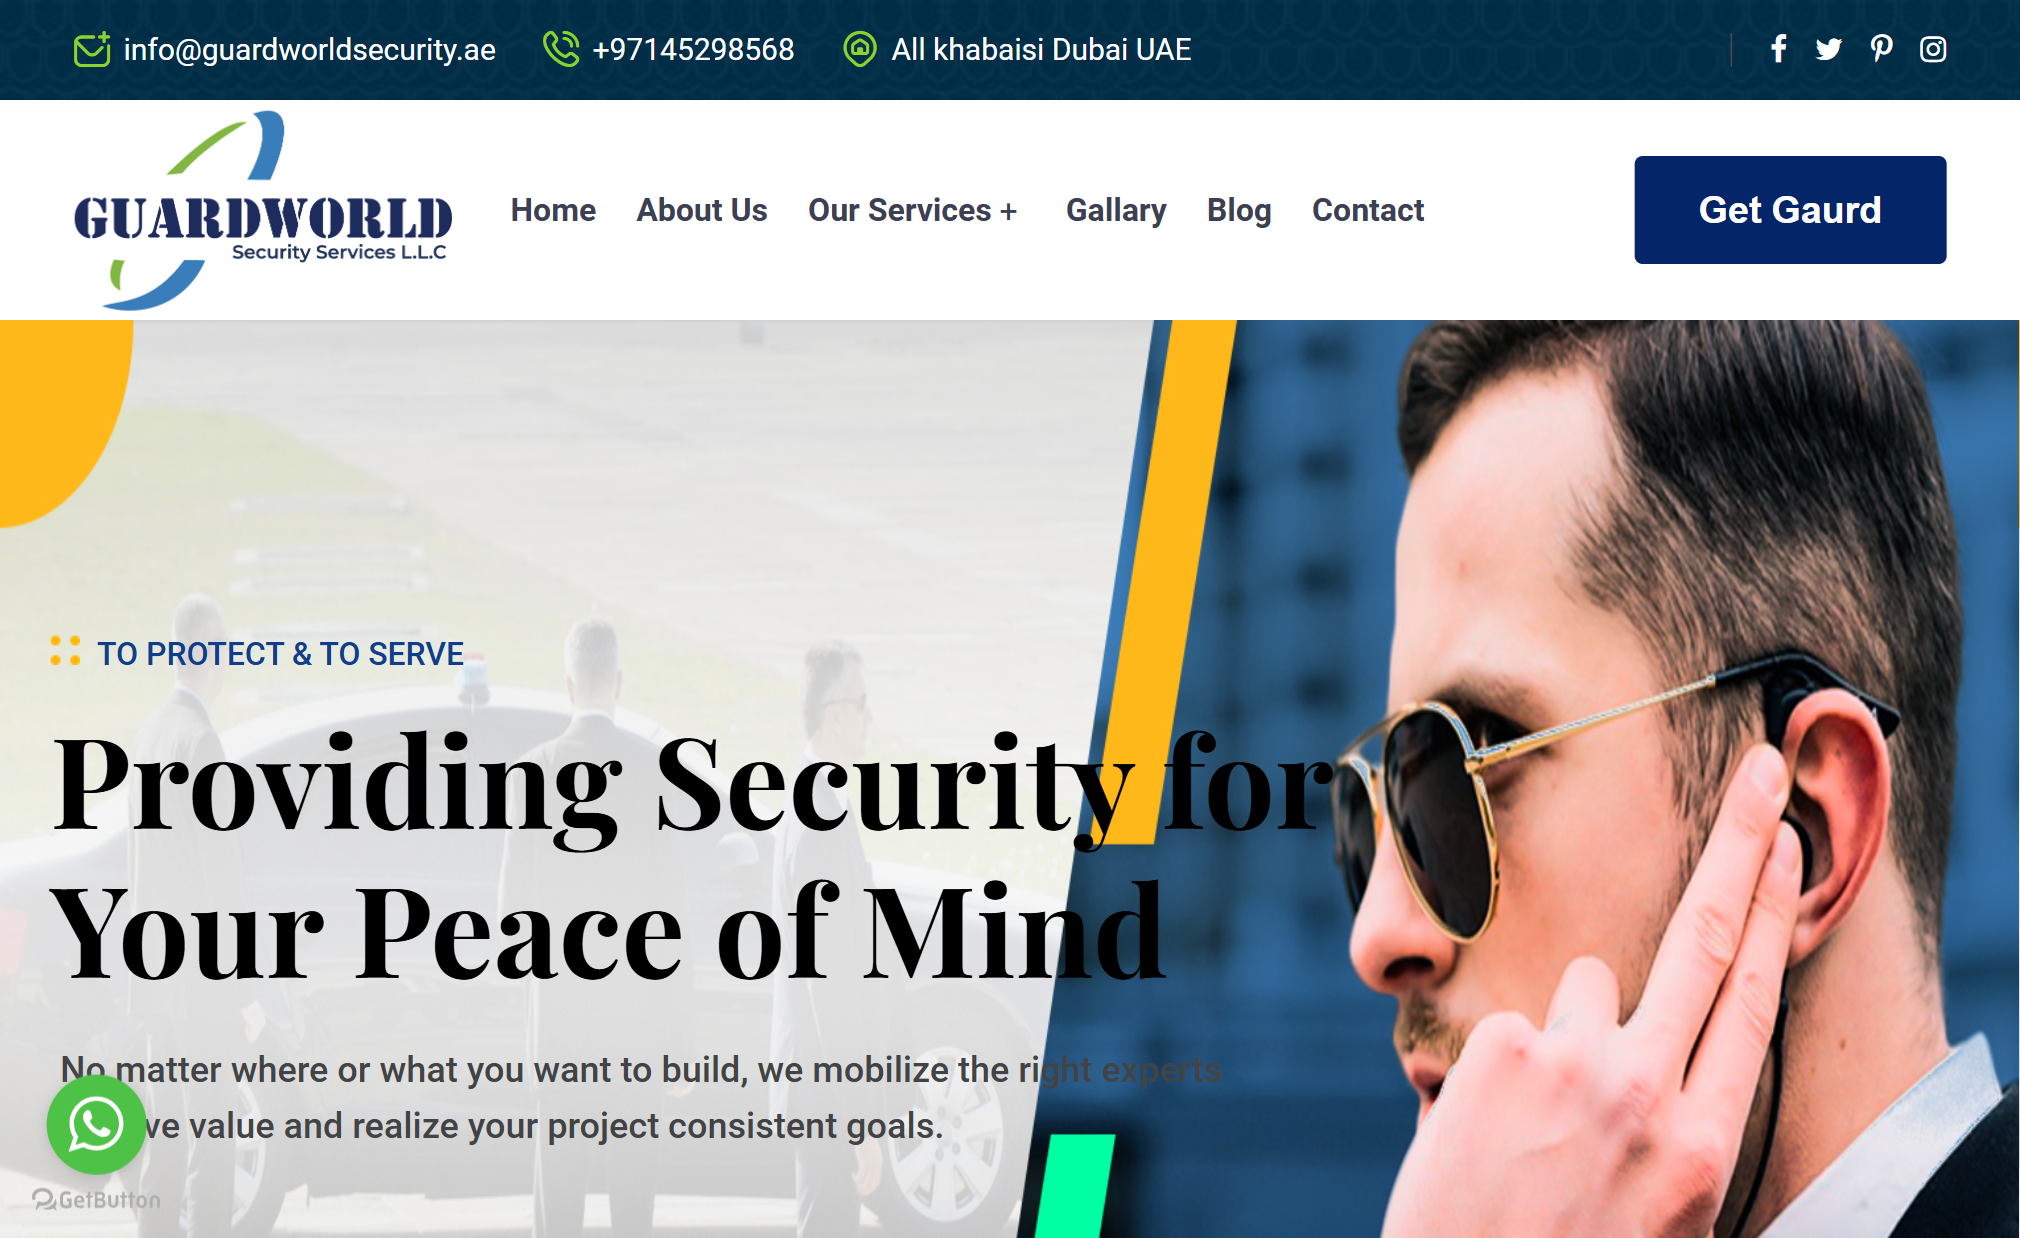 info@guardworldsecurity.ae
+97145298568
All khabaisi Dubai UAE
GUARDWORLD
Security Services L.L.C
Home
About Us
Our Services +
Gallary
Blog
Contact
Get Gaurd
TO PROTECT & TO SERVE
Providing Security for
Your Peace of Mind
No matter where or what you want to build, we mobilize the right experts
value and realize your project consistent goals.
GetButton